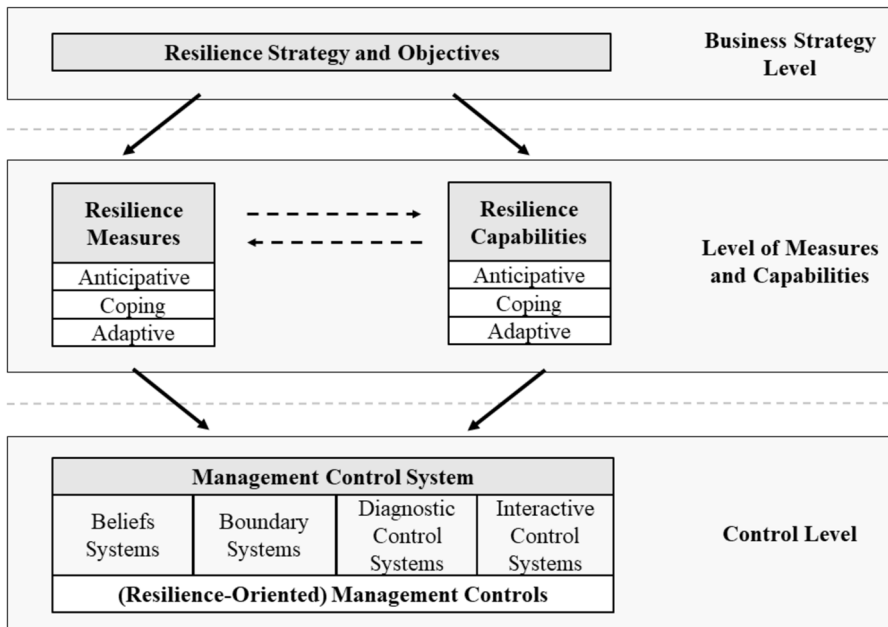 Resilience Strategy and Objectives
Business Strategy
Level
Resilience
Measures
Anticipative
Coping
Adaptive
Resilience
Capabilities
Anticipative
Coping
Adaptive
Level of Measures
and Capabilities
Management Control System
Beliefs
Systems
Boundary
Systems
Diagnostic
Control
Systems
Interactive
Control
Systems
(Resilience-Oriented) Management Controls
Control Level